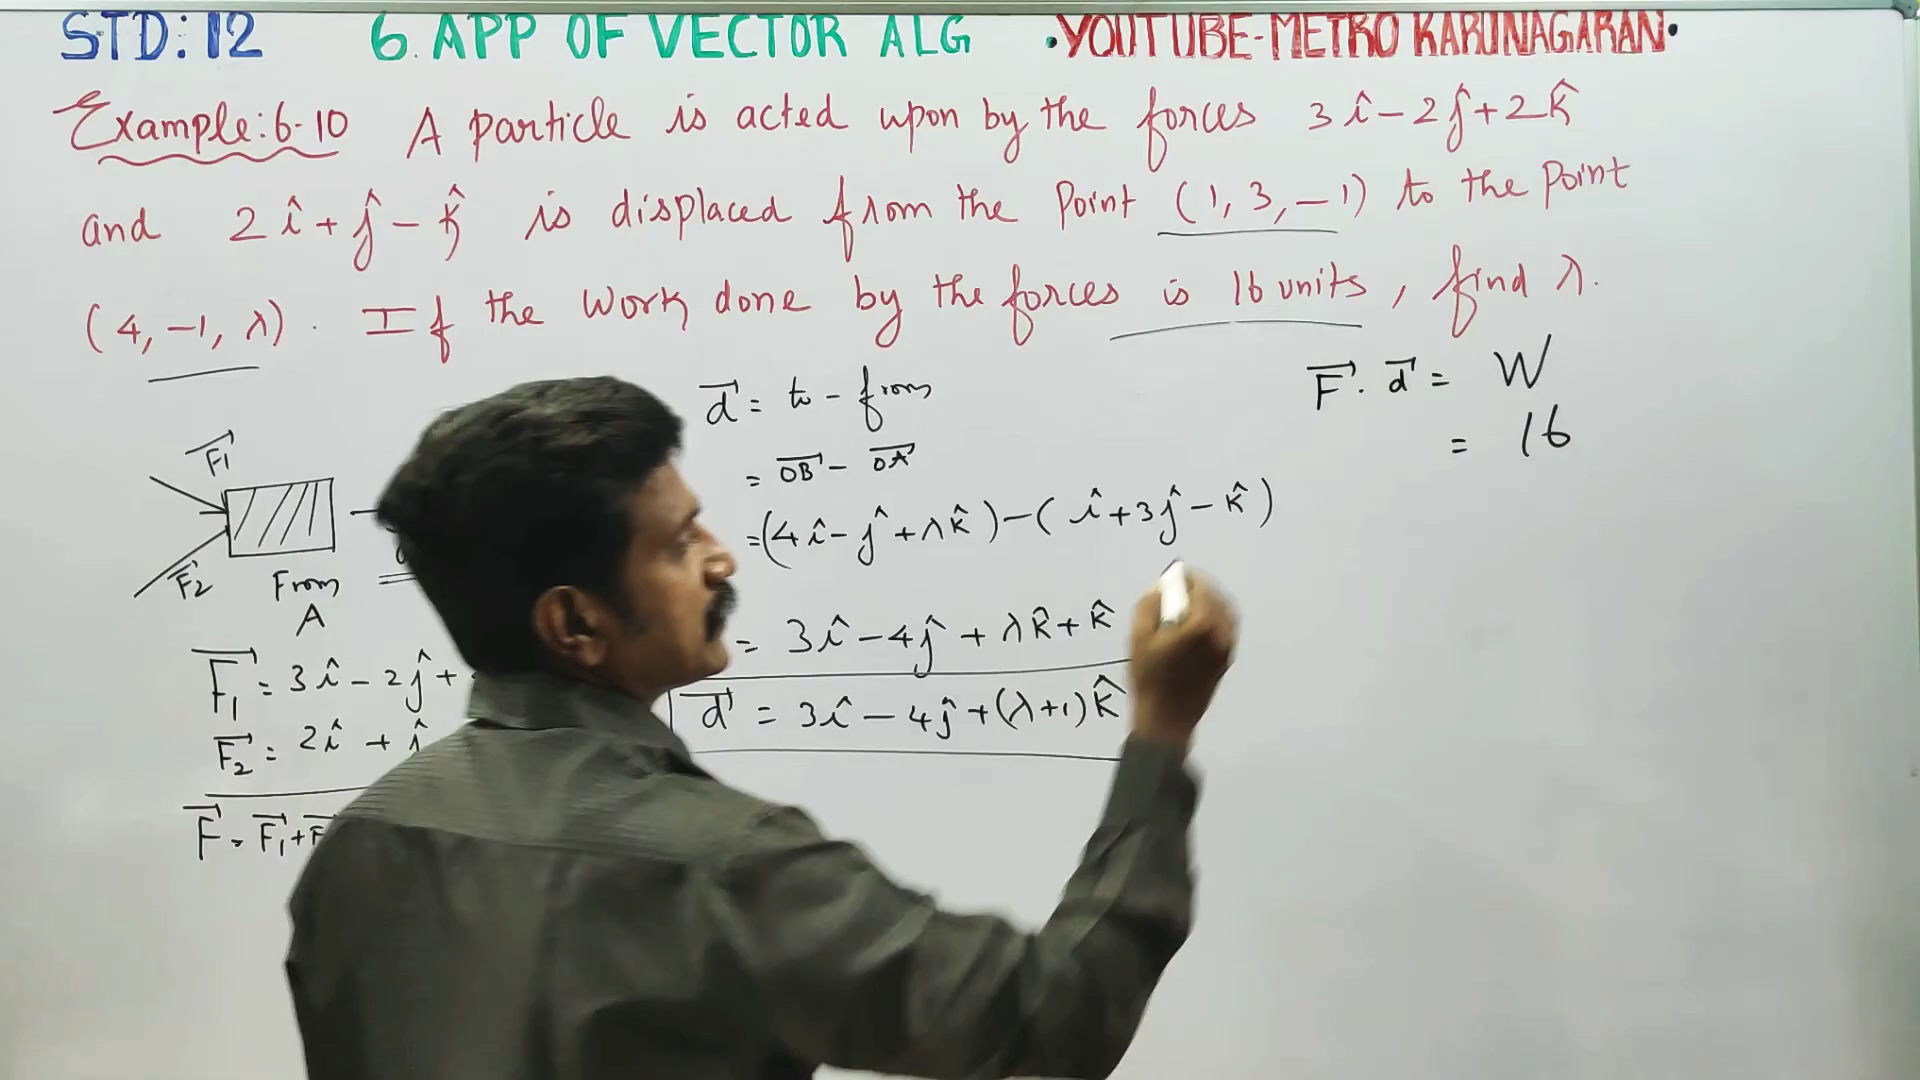 STD:12 6. APP OF VECTOR ALG •YOUTUBE-METRO KARUNAGARAN•
Example:6-10 A particle is acted upon by the forces 3î-2ĵ+2k̂
and 2î+ĵ-k̂ is displaced from the Point (1,3,-1) to the Point
(4,-1,λ). If the Work done by the forces is 16 units, find λ.
F⃗1
F⃗2
From
A
F⃗1 = 3î-2ĵ+
F⃗2 = 2î+ĵ
F⃗ = F⃗1+F
d⃗ = to-from
= OB⃗ - OA⃗
=(4î-ĵ+λk̂)-(î+3ĵ-k̂)
= 3î-4ĵ+λk̂+k̂
d⃗ = 3î-4ĵ+(λ+1)k̂
F⃗.d⃗ = W
= 16